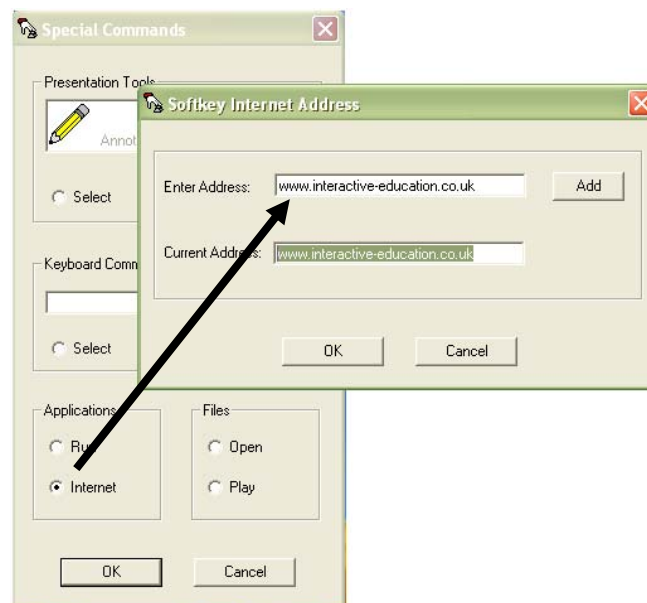 Special Commands
Presentation Tools
Annot
Select
Keyboard Comm
Select
Applications
Run
Internet
Files
Open
Play
OK
Cancel
Softkey Internet Address
Enter Address:
www.interactive-education.co.uk
Add
Current Address:
www.interactive-education.co.uk
OK
Cancel